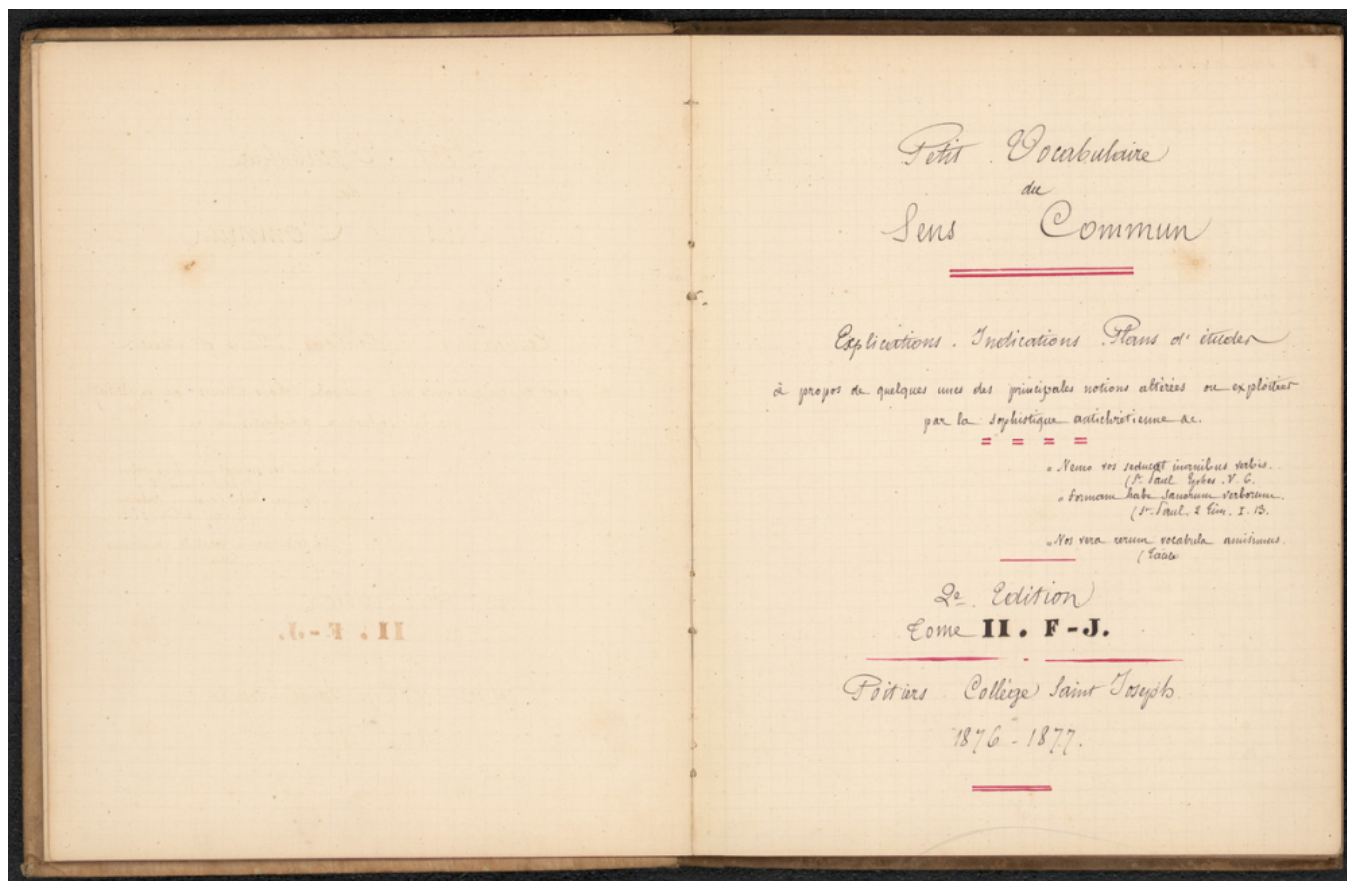 Petit Vocabulaire
du
Sens Commun
Explications. Indications. Plans d'études
à propos de quelques unes des principales notions altérées ou exploitées
par la sophistique antichrétienne &c.
"Nemo vos seducat inanibus verbis.
(St Paul Ephes. V. 6.
"Formam habe sanorum verborum.
(St Paul. 2 Tim. I. 13.
"Nos vera rerum vocabula amisimus.
(Tacite
2e Edition
Tome II. F-J.
Poitiers Collège Saint Joseph
1876-1877.